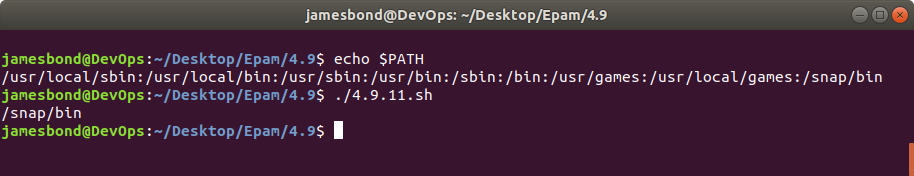 jamesbond@DevOps: ~/Desktop/Epam/4.9
jamesbond@DevOps:~/Desktop/Epam/4.9$ echo $PATH
/usr/local/sbin:/usr/local/bin:/usr/sbin:/usr/bin:/sbin:/bin:/usr/games:/usr/local/games:/snap/bin
jamesbond@DevOps:~/Desktop/Epam/4.9$ ./4.9.11.sh
/snap/bin
jamesbond@DevOps:~/Desktop/Epam/4.9$